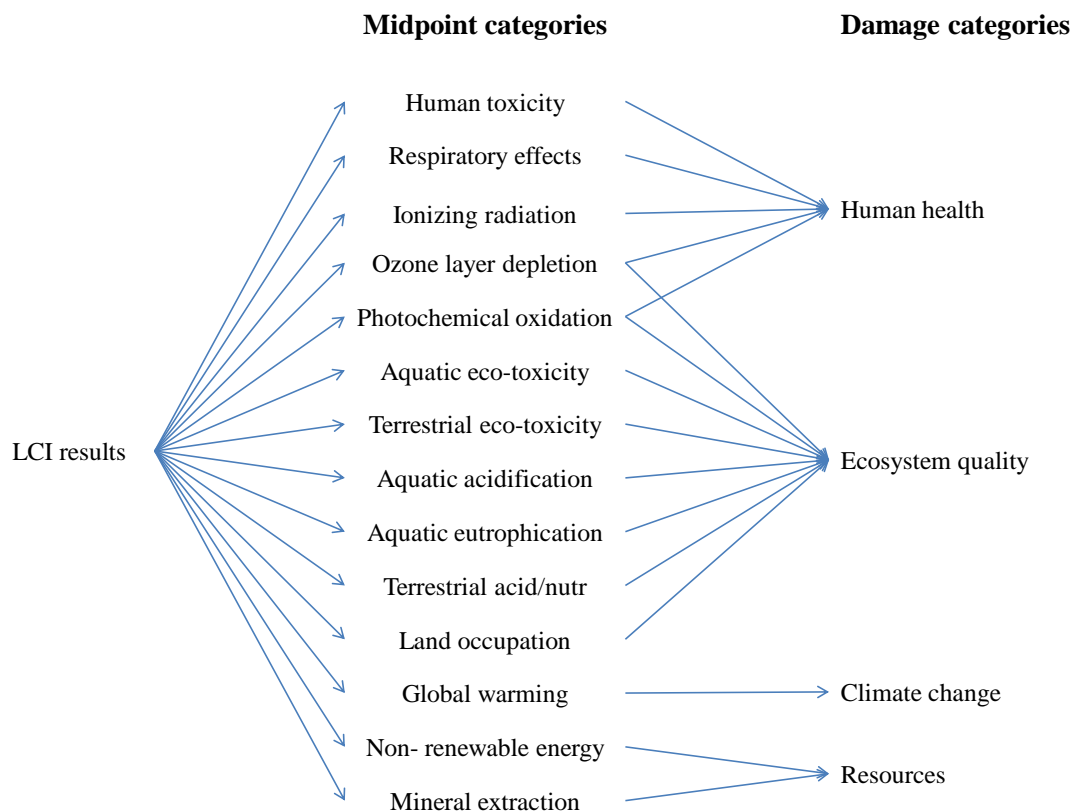 Midpoint categories
Damage categories
Human toxicity
Respiratory effects
Ionizing radiation
Human health
Ozone layer depletion
Photochemical oxidation
Aquatic eco-toxicity
Terrestrial eco-toxicity
LCI results
Ecosystem quality
Aquatic acidification
Aquatic eutrophication
Terrestrial acid/nutr
Land occupation
Global warming
Climate change
Non- renewable energy
Resources
Mineral extraction